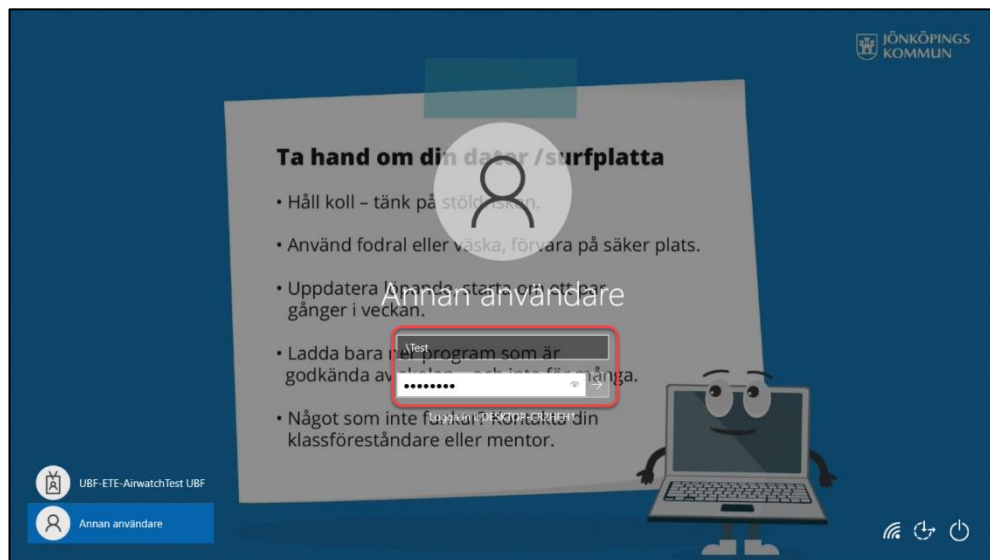 JÖNKÖPINGS
KOMMUN
Ta hand om din dator /surfplatta
• Håll koll – tänk på stöldrisken.
• Använd fodral eller väska, förvara på säker plats.
• Uppdatera löpande, starta om ett par
gånger i veckan.
Annan användare
• Ladda bara ner program som är
godkända av skolan – och inte för många.
.\Test
••••••••
Logga in i:
• Något som inte funkar? Kontakta din
klassföreståndare eller mentor.
UBF-ETE-AirwatchTest UBF
Annan användare